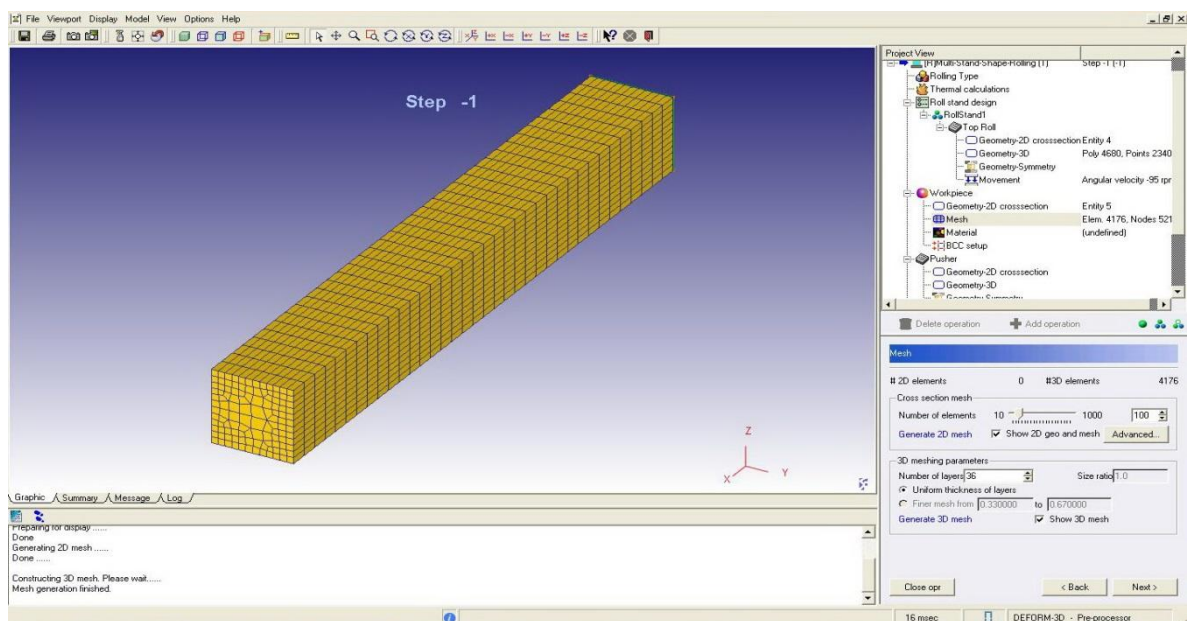 File Viewport Display Model View Options Help
Step -1
Z
X
Y
Graphic Summary Message Log
Preparing for display ......
Done
Generating 2D mesh ......
Done ......
Constructing 3D mesh. Please wait......
Mesh generation finished.
Project View
[R]Multi-Stand-Shape-Rolling (1) Step -1 (-1)
Rolling Type
Thermal calculations
Roll stand design
RollStand1
Top Roll
Geometry-2D crosssection Entity 4
Geometry-3D Poly 4680, Points 2340
Geometry-Symmetry
Movement Angular velocity -95 rpr
Workpiece
Geometry-2D crosssection Entity 5
Mesh Elem. 4176, Nodes 521
Material (undefined)
BCC setup
Pusher
Geometry-2D crosssection
Geometry-3D
Geometry-Symmetry
Delete operation Add operation
Mesh
# 2D elements 0 #3D elements 4176
Cross section mesh
Number of elements 10 1000 100
Generate 2D mesh Show 2D geo and mesh Advanced...
3D meshing parameters
Number of layers 36 Size ratio 1.0
Uniform thickness of layers
Finer mesh from 0.330000 to 0.670000
Generate 3D mesh Show 3D mesh
Close opr < Back Next >
16 msec DEFORM-3D - Pre-processor